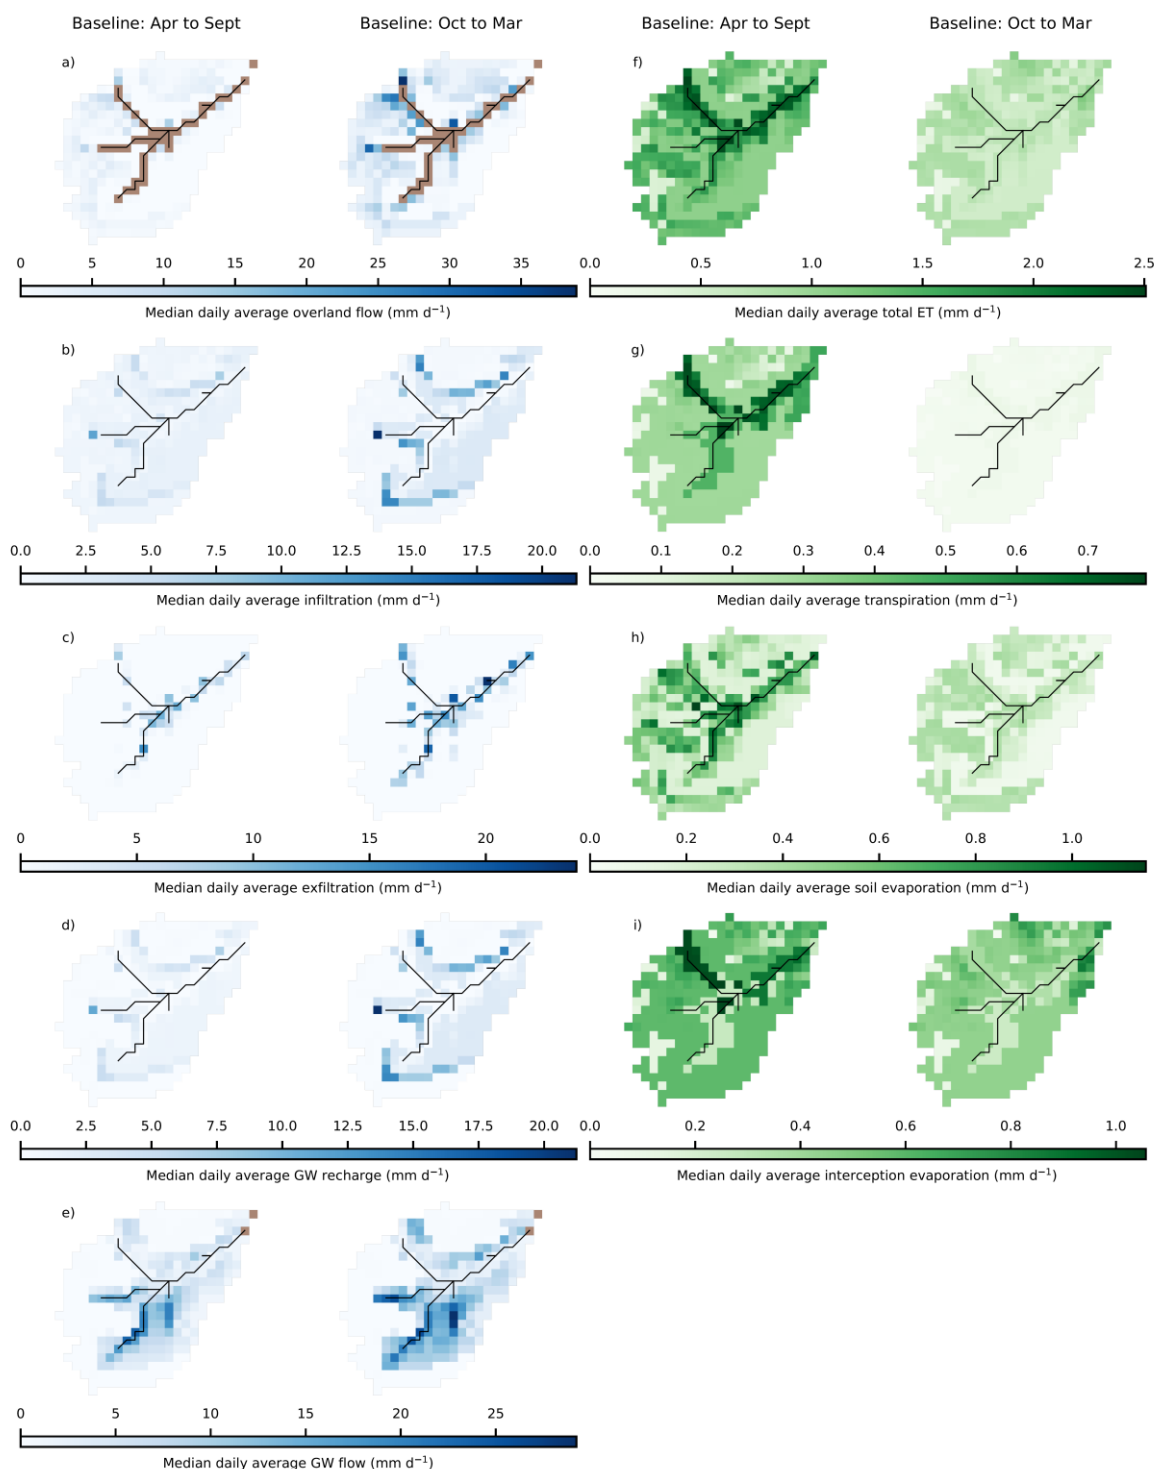 Baseline: Apr to Sept
Baseline: Oct to Mar
Baseline: Apr to Sept
Baseline: Oct to Mar
a)
f)
0 5 10 15 20 25 30 35
Median daily average overland flow (mm d⁻¹)
0.0 0.5 1.0 1.5 2.0 2.5
Median daily average total ET (mm d⁻¹)
b)
g)
0.0 2.5 5.0 7.5 10.0 12.5 15.0 17.5 20.0
Median daily average infiltration (mm d⁻¹)
0.0 0.1 0.2 0.3 0.4 0.5 0.6 0.7
Median daily average transpiration (mm d⁻¹)
c)
h)
0 5 10 15 20
Median daily average exfiltration (mm d⁻¹)
0.0 0.2 0.4 0.6 0.8 1.0
Median daily average soil evaporation (mm d⁻¹)
d)
i)
0.0 2.5 5.0 7.5 10.0 12.5 15.0 17.5 20.0
Median daily average GW recharge (mm d⁻¹)
0.0 0.2 0.4 0.6 0.8 1.0
Median daily average interception evaporation (mm d⁻¹)
e)
0 5 10 15 20 25
Median daily average GW flow (mm d⁻¹)